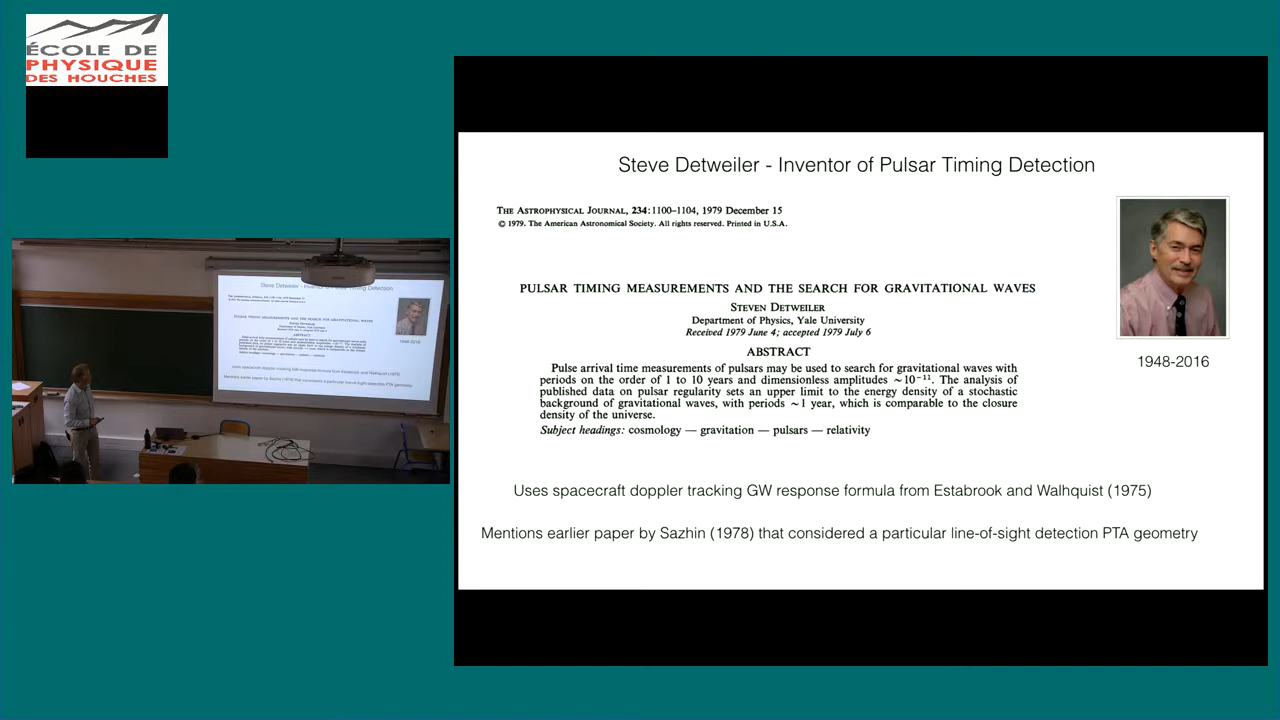 ÉCOLE DE
PHYSIQUE
DES HOUCHES
Steve Detweiler - Inventor of Pulsar Timing Detection
THE ASTROPHYSICAL JOURNAL, 234:1100–1104, 1979 December 15
© 1979. The American Astronomical Society. All rights reserved. Printed in U.S.A.
PULSAR TIMING MEASUREMENTS AND THE SEARCH FOR GRAVITATIONAL WAVES
STEVEN DETWEILER
Department of Physics, Yale University
Received 1979 June 4; accepted 1979 July 6
ABSTRACT
Pulse arrival time measurements of pulsars may be used to search for gravitational waves with
periods on the order of 1 to 10 years and dimensionless amplitudes ~10⁻¹¹. The analysis of
published data on pulsar regularity sets an upper limit to the energy density of a stochastic
background of gravitational waves, with periods ~1 year, which is comparable to the closure
density of the universe.
Subject headings: cosmology — gravitation — pulsars — relativity
1948-2016
Uses spacecraft doppler tracking GW response formula from Estabrook and Walhquist (1975)
Mentions earlier paper by Sazhin (1978) that considered a particular line-of-sight detection PTA geometry